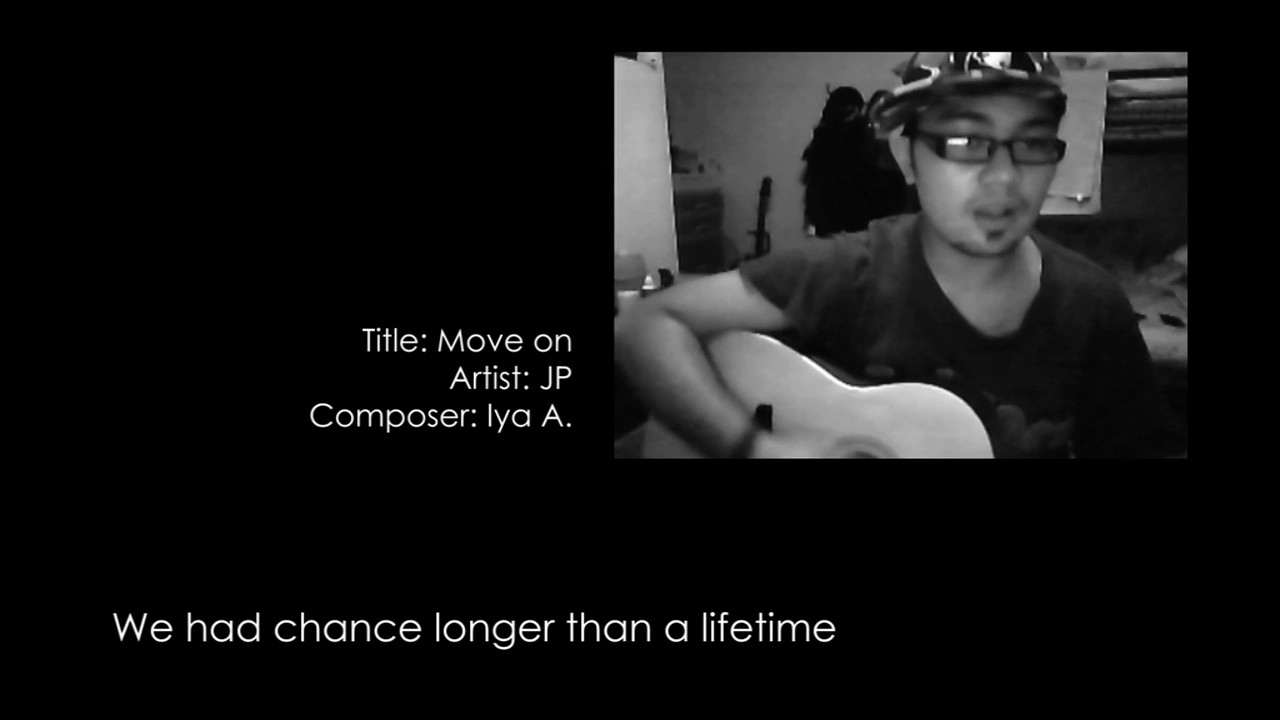 Title: Move on
Artist: JP
Composer: Iya A.
We had chance longer than a lifetime